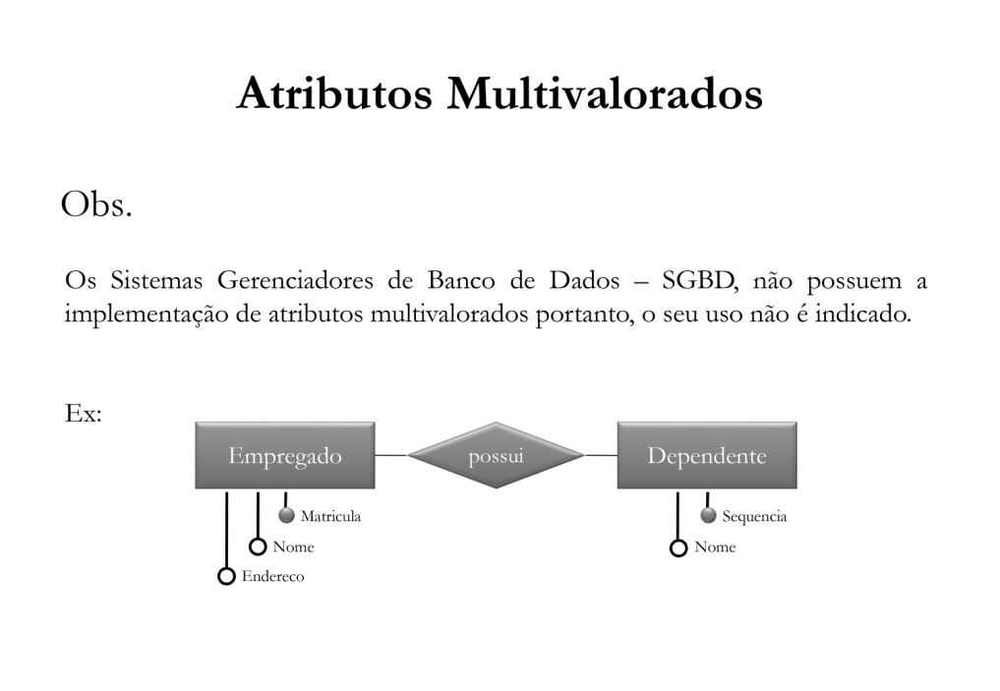 Atributos Multivalorados
Obs.
Os Sistemas Gerenciadores de Banco de Dados – SGBD, não possuem a
implementação de atributos multivalorados portanto, o seu uso não é indicado.
Ex:
Empregado
possui
Dependente
Matricula
Sequencia
Nome
Nome
Endereco